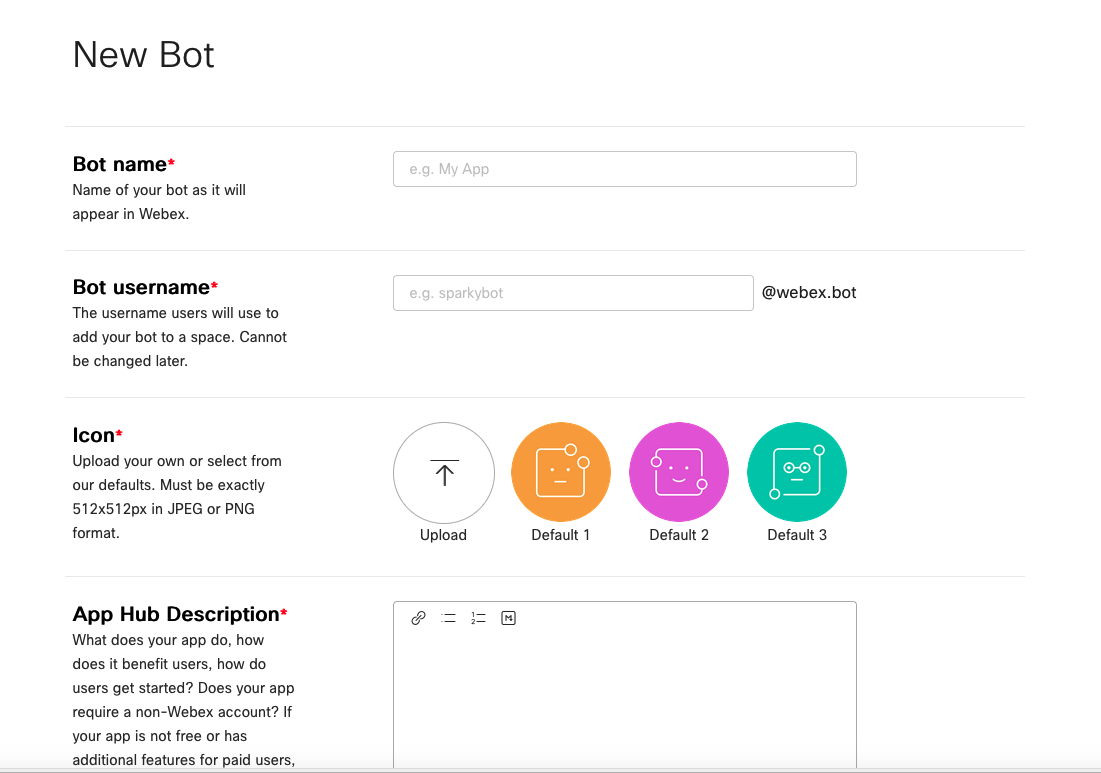 New Bot
Bot name*
Name of your bot as it will
appear in Webex.
e.g. My App
Bot username*
The username users will use to
add your bot to a space. Cannot
be changed later.
e.g. sparkybot
@webex.bot
Icon*
Upload your own or select from
our defaults. Must be exactly
512x512px in JPEG or PNG
format.
Upload
Default 1
Default 2
Default 3
App Hub Description*
What does your app do, how
does it benefit users, how do
users get started? Does your app
require a non-Webex account? If
your app is not free or has
additional features for paid users,